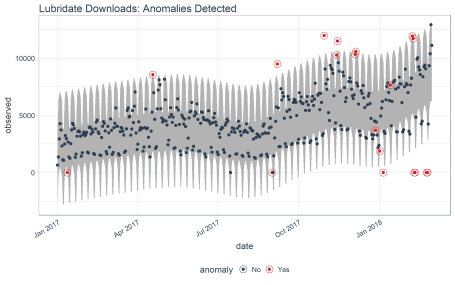 Lubridate Downloads: Anomalies Detected
observed
10000
5000
0
Jan 2017
Apr 2017
Jul 2017
Oct 2017
Jan 2018
date
anomaly No Yes